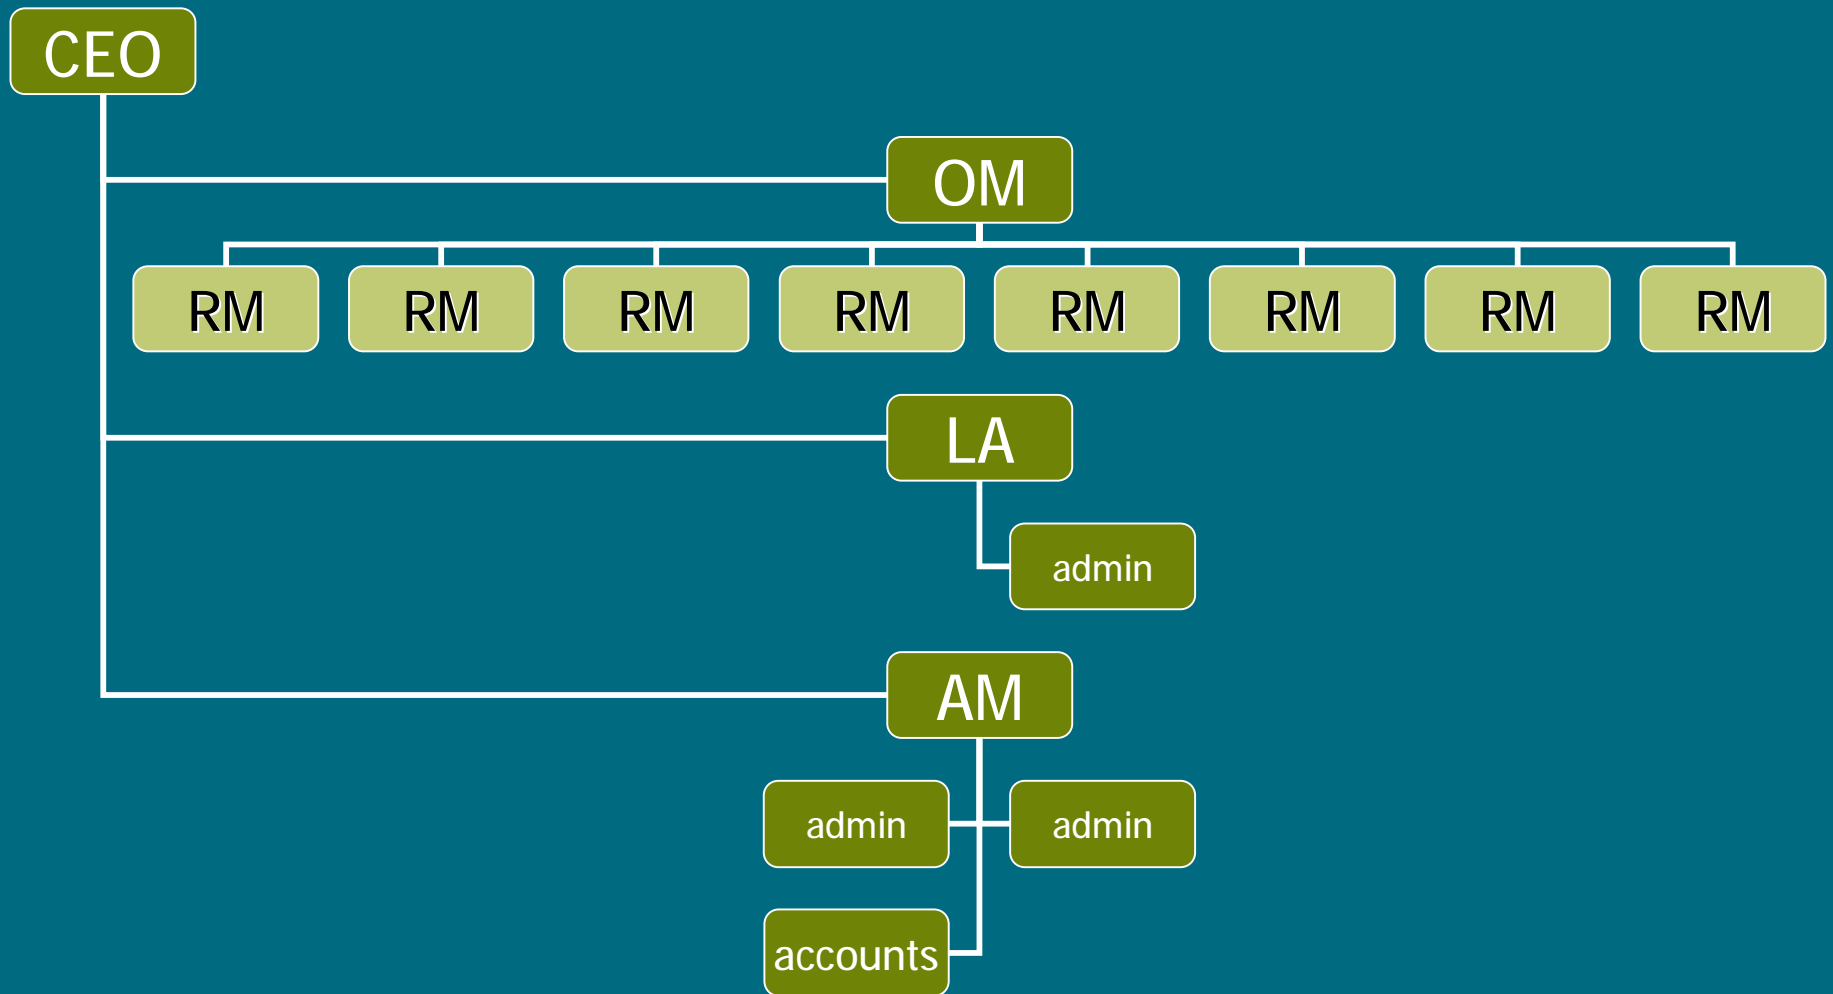 CEO
OM
RM RM RM RM RM RM RM RM
LA
admin
AM
admin admin
accounts